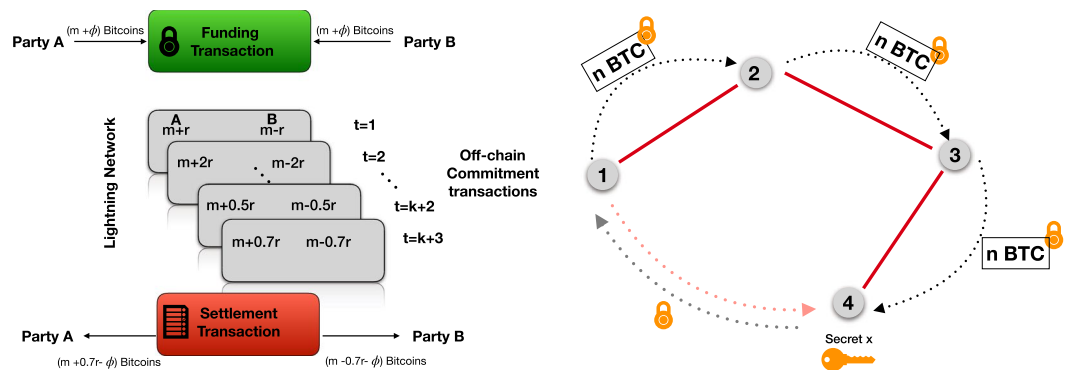 (m +ϕ) Bitcoins
Party A
Funding
Transaction
(m +ϕ) Bitcoins
Party B
Lightning Network
A B
m+r m-r
t=1
m+2r m-2r
t=2
m+0.5r m-0.5r
t=k+2
m+0.7r m-0.7r
t=k+3
Off-chain
Commitment
transactions
Settlement
Transaction
Party A
Party B
(m +0.7r- ϕ) Bitcoins
(m -0.7r- ϕ) Bitcoins
n BTC
n BTC
2
3
1
n BTC
4
Secret x